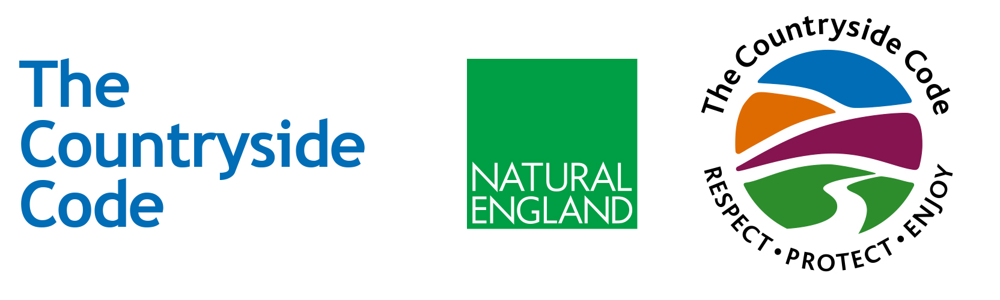 The
Countryside
Code
NATURAL
ENGLAND
The Countryside Code
RESPECT • PROTECT • ENJOY